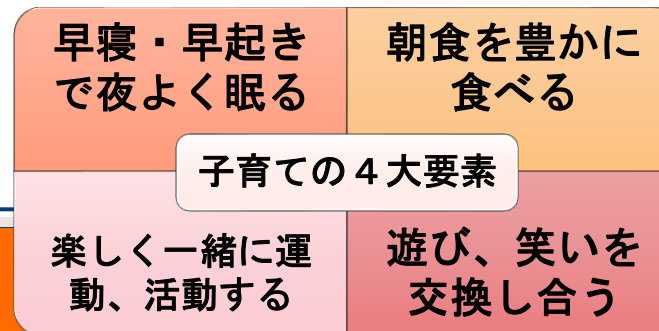 早寝・早起き
で夜よく眠る
朝食を豊かに
食べる
子育ての４大要素
楽しく一緒に運
動、活動する
遊び、笑いを
交換し合う